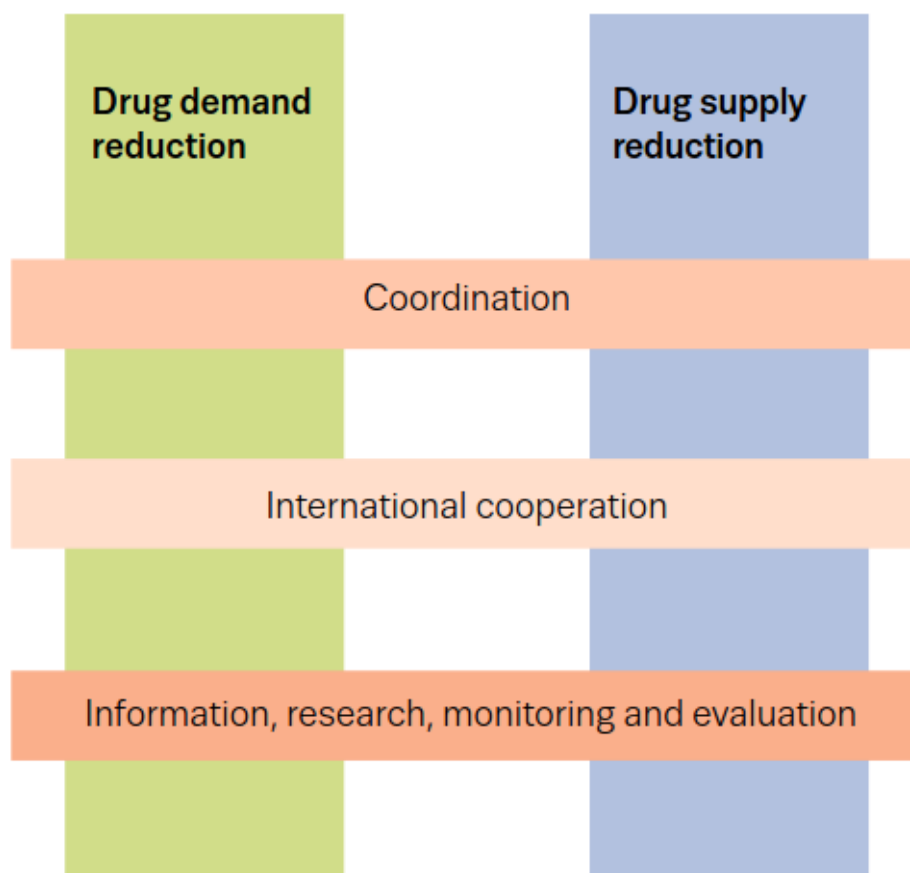 Drug demand
reduction
Drug supply
reduction
Coordination
International cooperation
Information, research, monitoring and evaluation